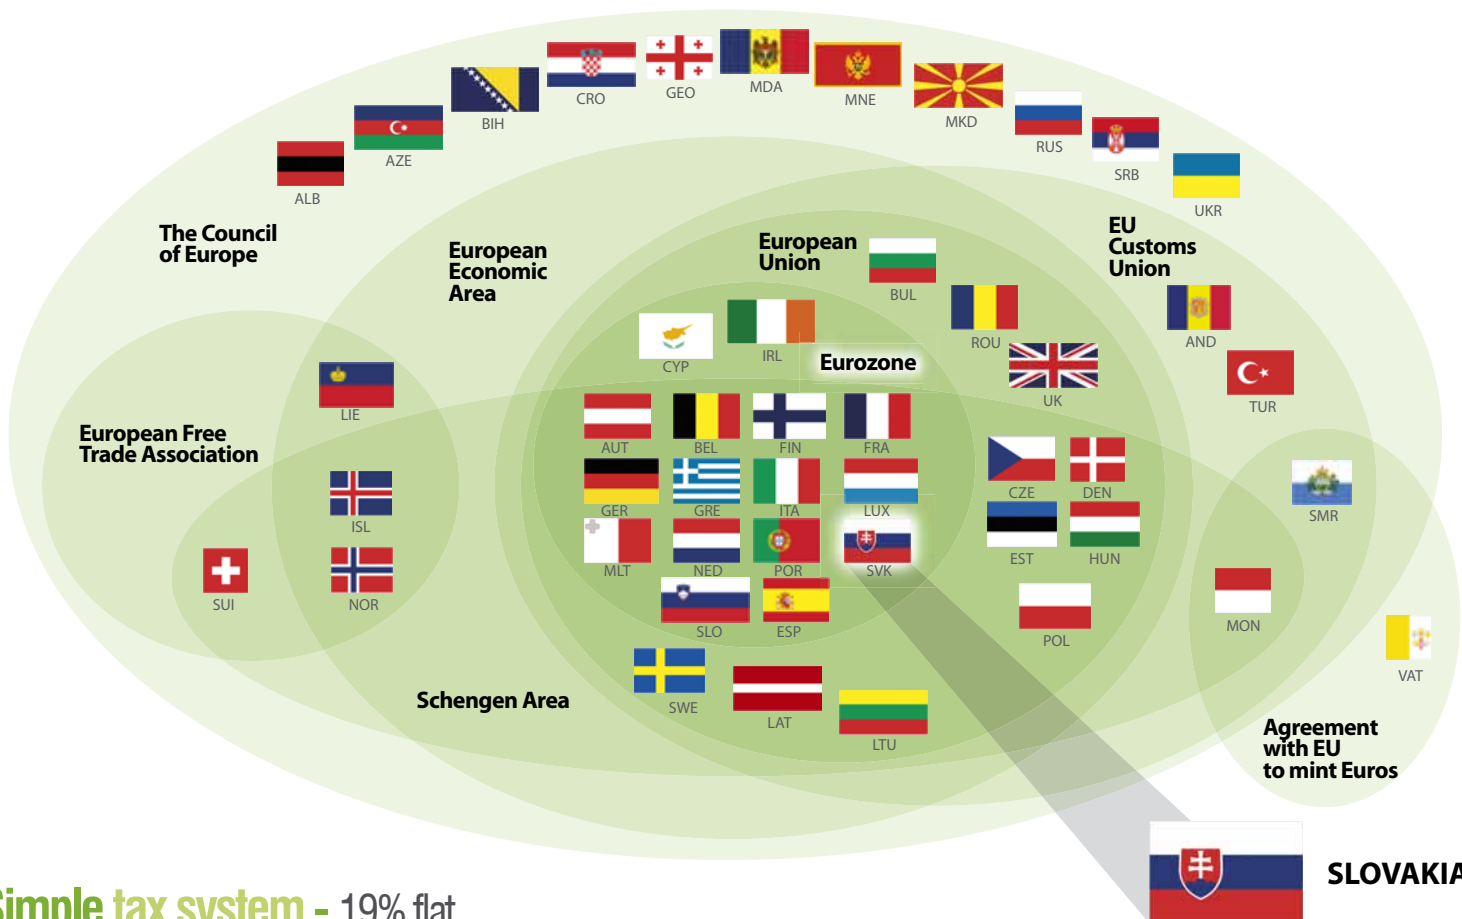 CRO
GEO
MDA
MNE
MKD
BIH
RUS
AZE
SRB
ALB
UKR
The Council
of Europe
European
Economic
Area
European
Union
EU
Customs
Union
BUL
ROU
AND
CYP
IRL
Eurozone
UK
TUR
LIE
European Free
Trade Association
AUT
BEL
FIN
FRA
CZE
DEN
GER
GRE
ITA
LUX
SMR
ISL
EST
HUN
MLT
NED
POR
SVK
SUI
NOR
SLO
ESP
POL
MON
VAT
Schengen Area
SWE
LAT
LTU
Agreement
with EU
to mint Euros
SLOVAKIA
Simple tax system - 19% flat